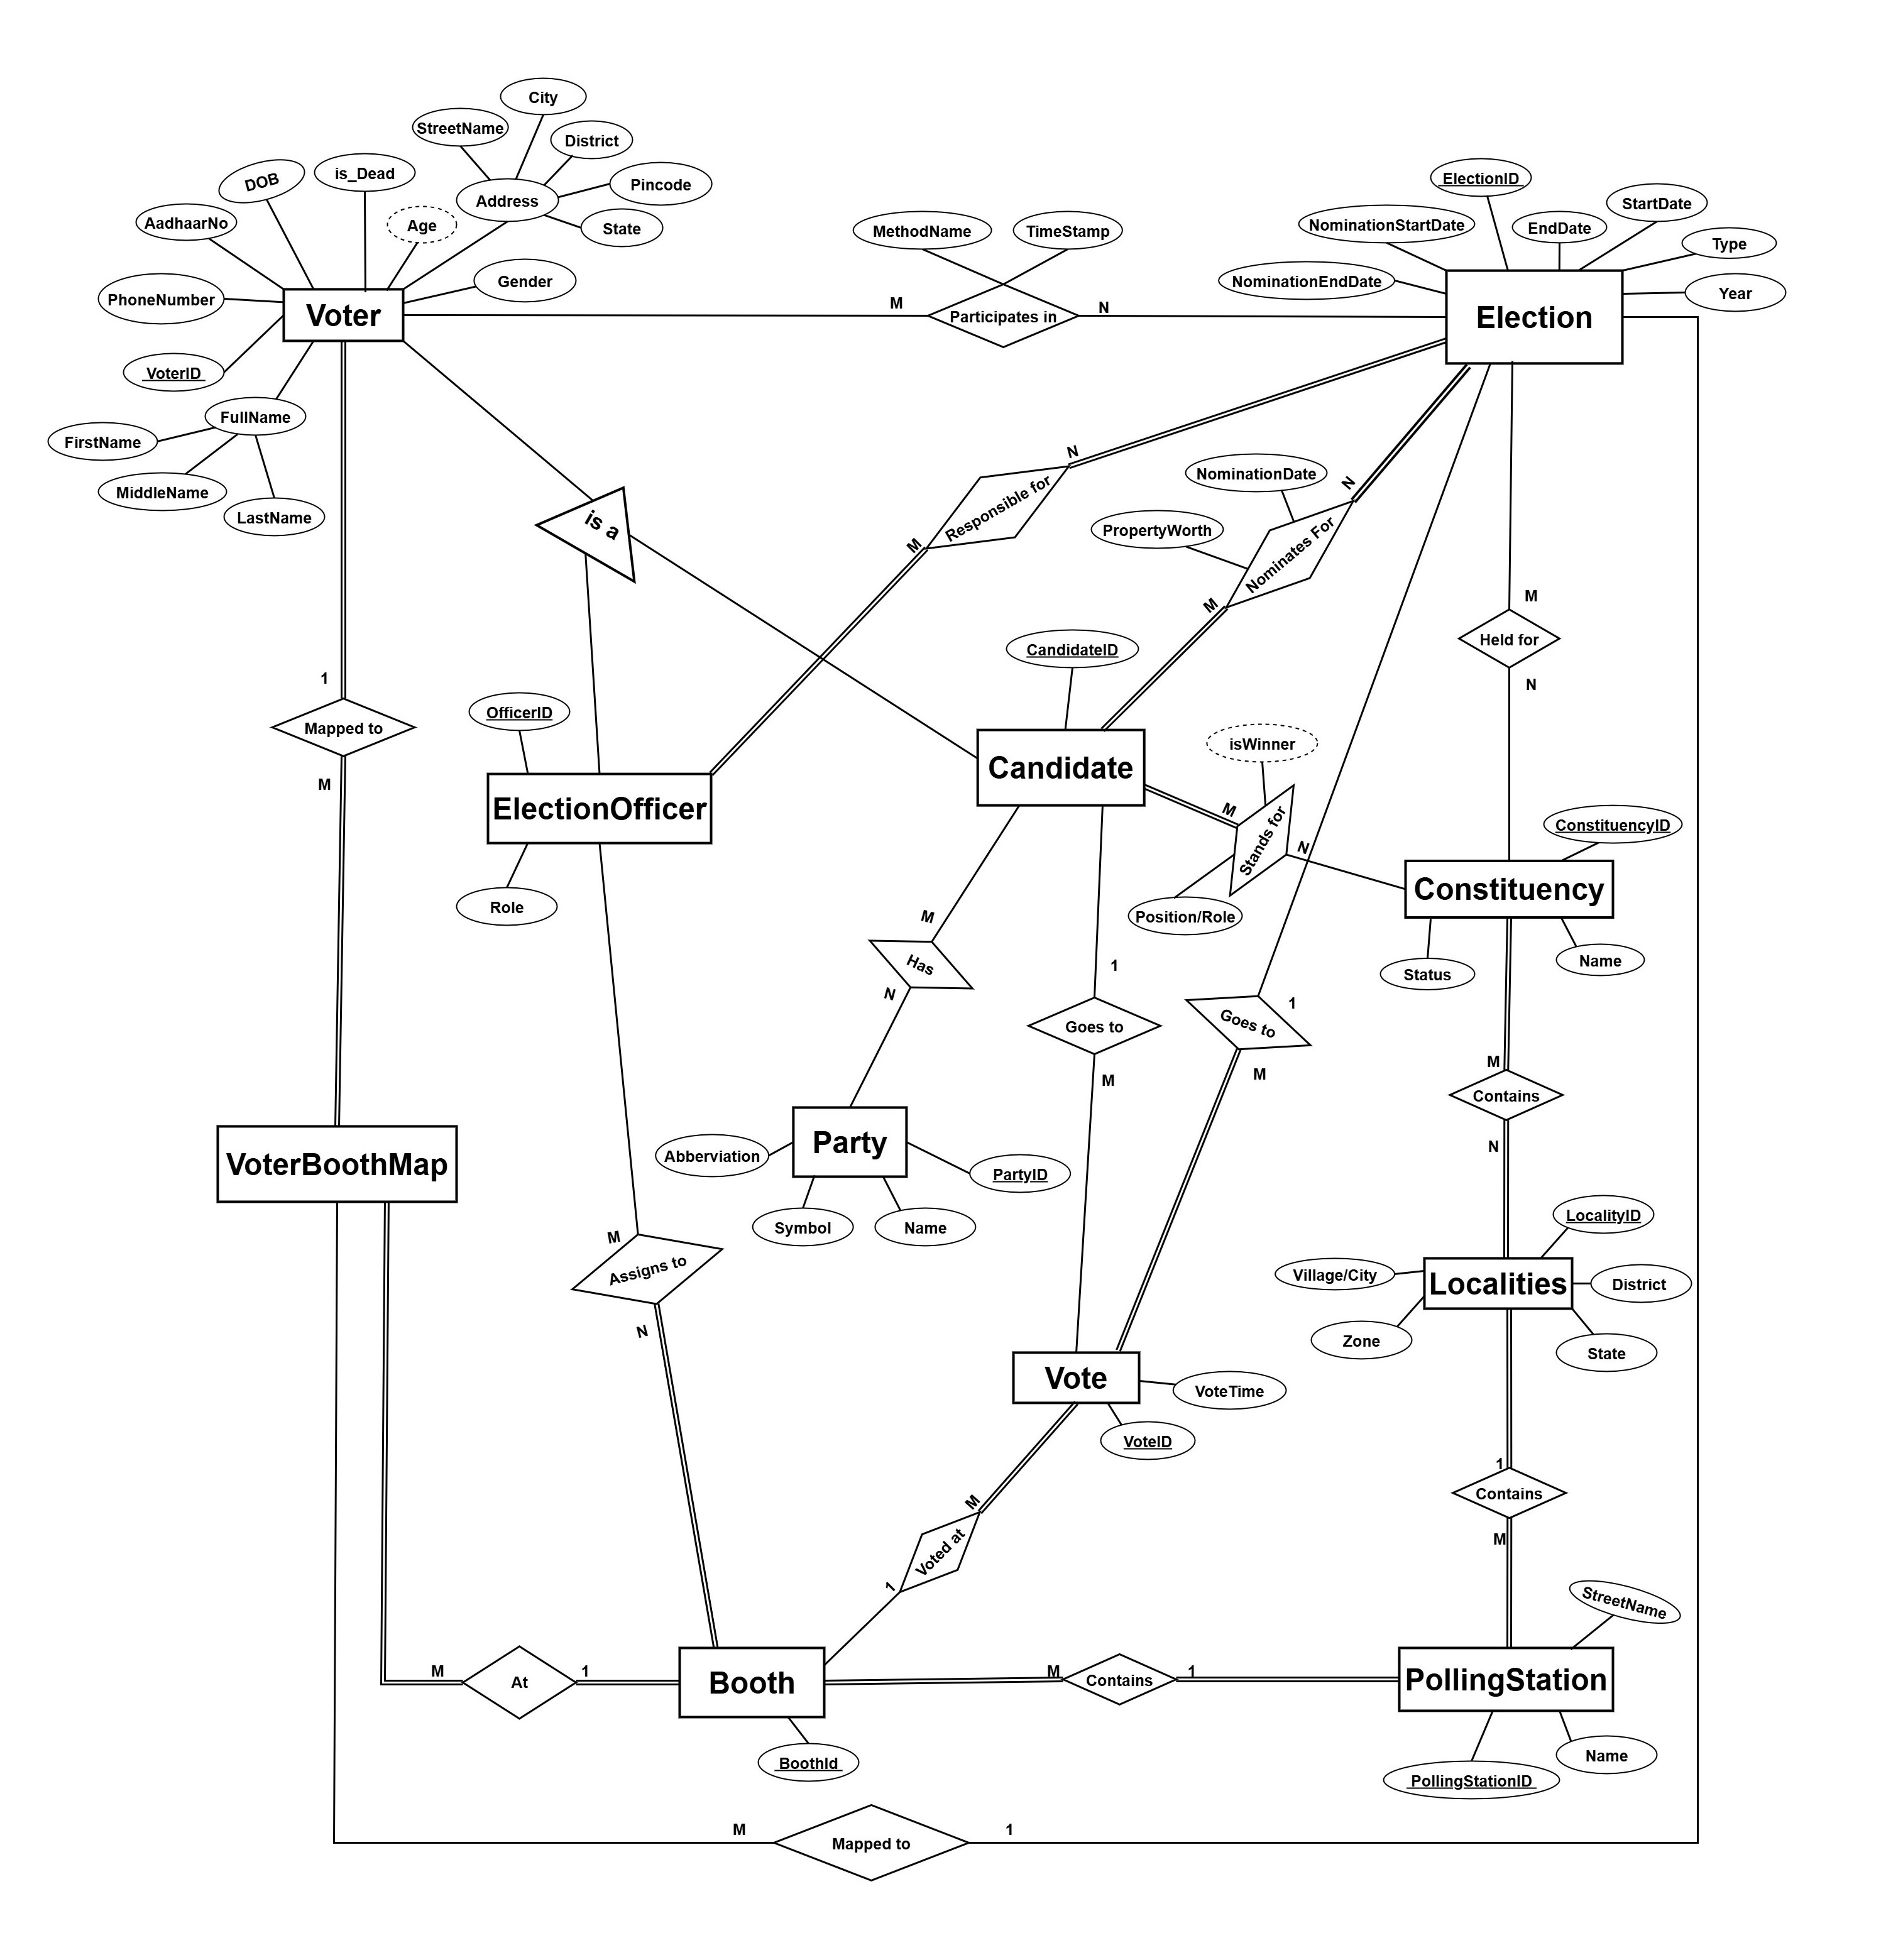 City
StreetName
District
DOB
is_Dead
Address
Pincode
AadhaarNo
Age
State
PhoneNumber
Gender
Voter
VoterID
FullName
FirstName
MiddleName
LastName
MethodName
TimeStamp
M
Participates in
N
ElectionID
StartDate
NominationStartDate
EndDate
Type
NominationEndDate
Year
Election
is a
N
Responsible for
M
NominationDate
N
PropertyWorth
Nominates For
M
M
Held for
N
1
Mapped to
M
OfficerID
ElectionOfficer
Role
CandidateID
Candidate
isWinner
M
Stands for
N
Position/Role
ConstituencyID
Constituency
Status
Name
M
Has
N
1
Goes to
M
1
Goes to
M
M
Contains
N
VoterBoothMap
Abberviation
Party
PartyID
Symbol
Name
LocalityID
Village/City
Localities
District
Zone
State
M
Assigns to
N
Vote
VoteTime
VoteID
1
Contains
M
M
Voted at
1
StreetName
M
At
1
Booth
M
Contains
1
PollingStation
BoothId
Name
PollingStationID
M
Mapped to
1